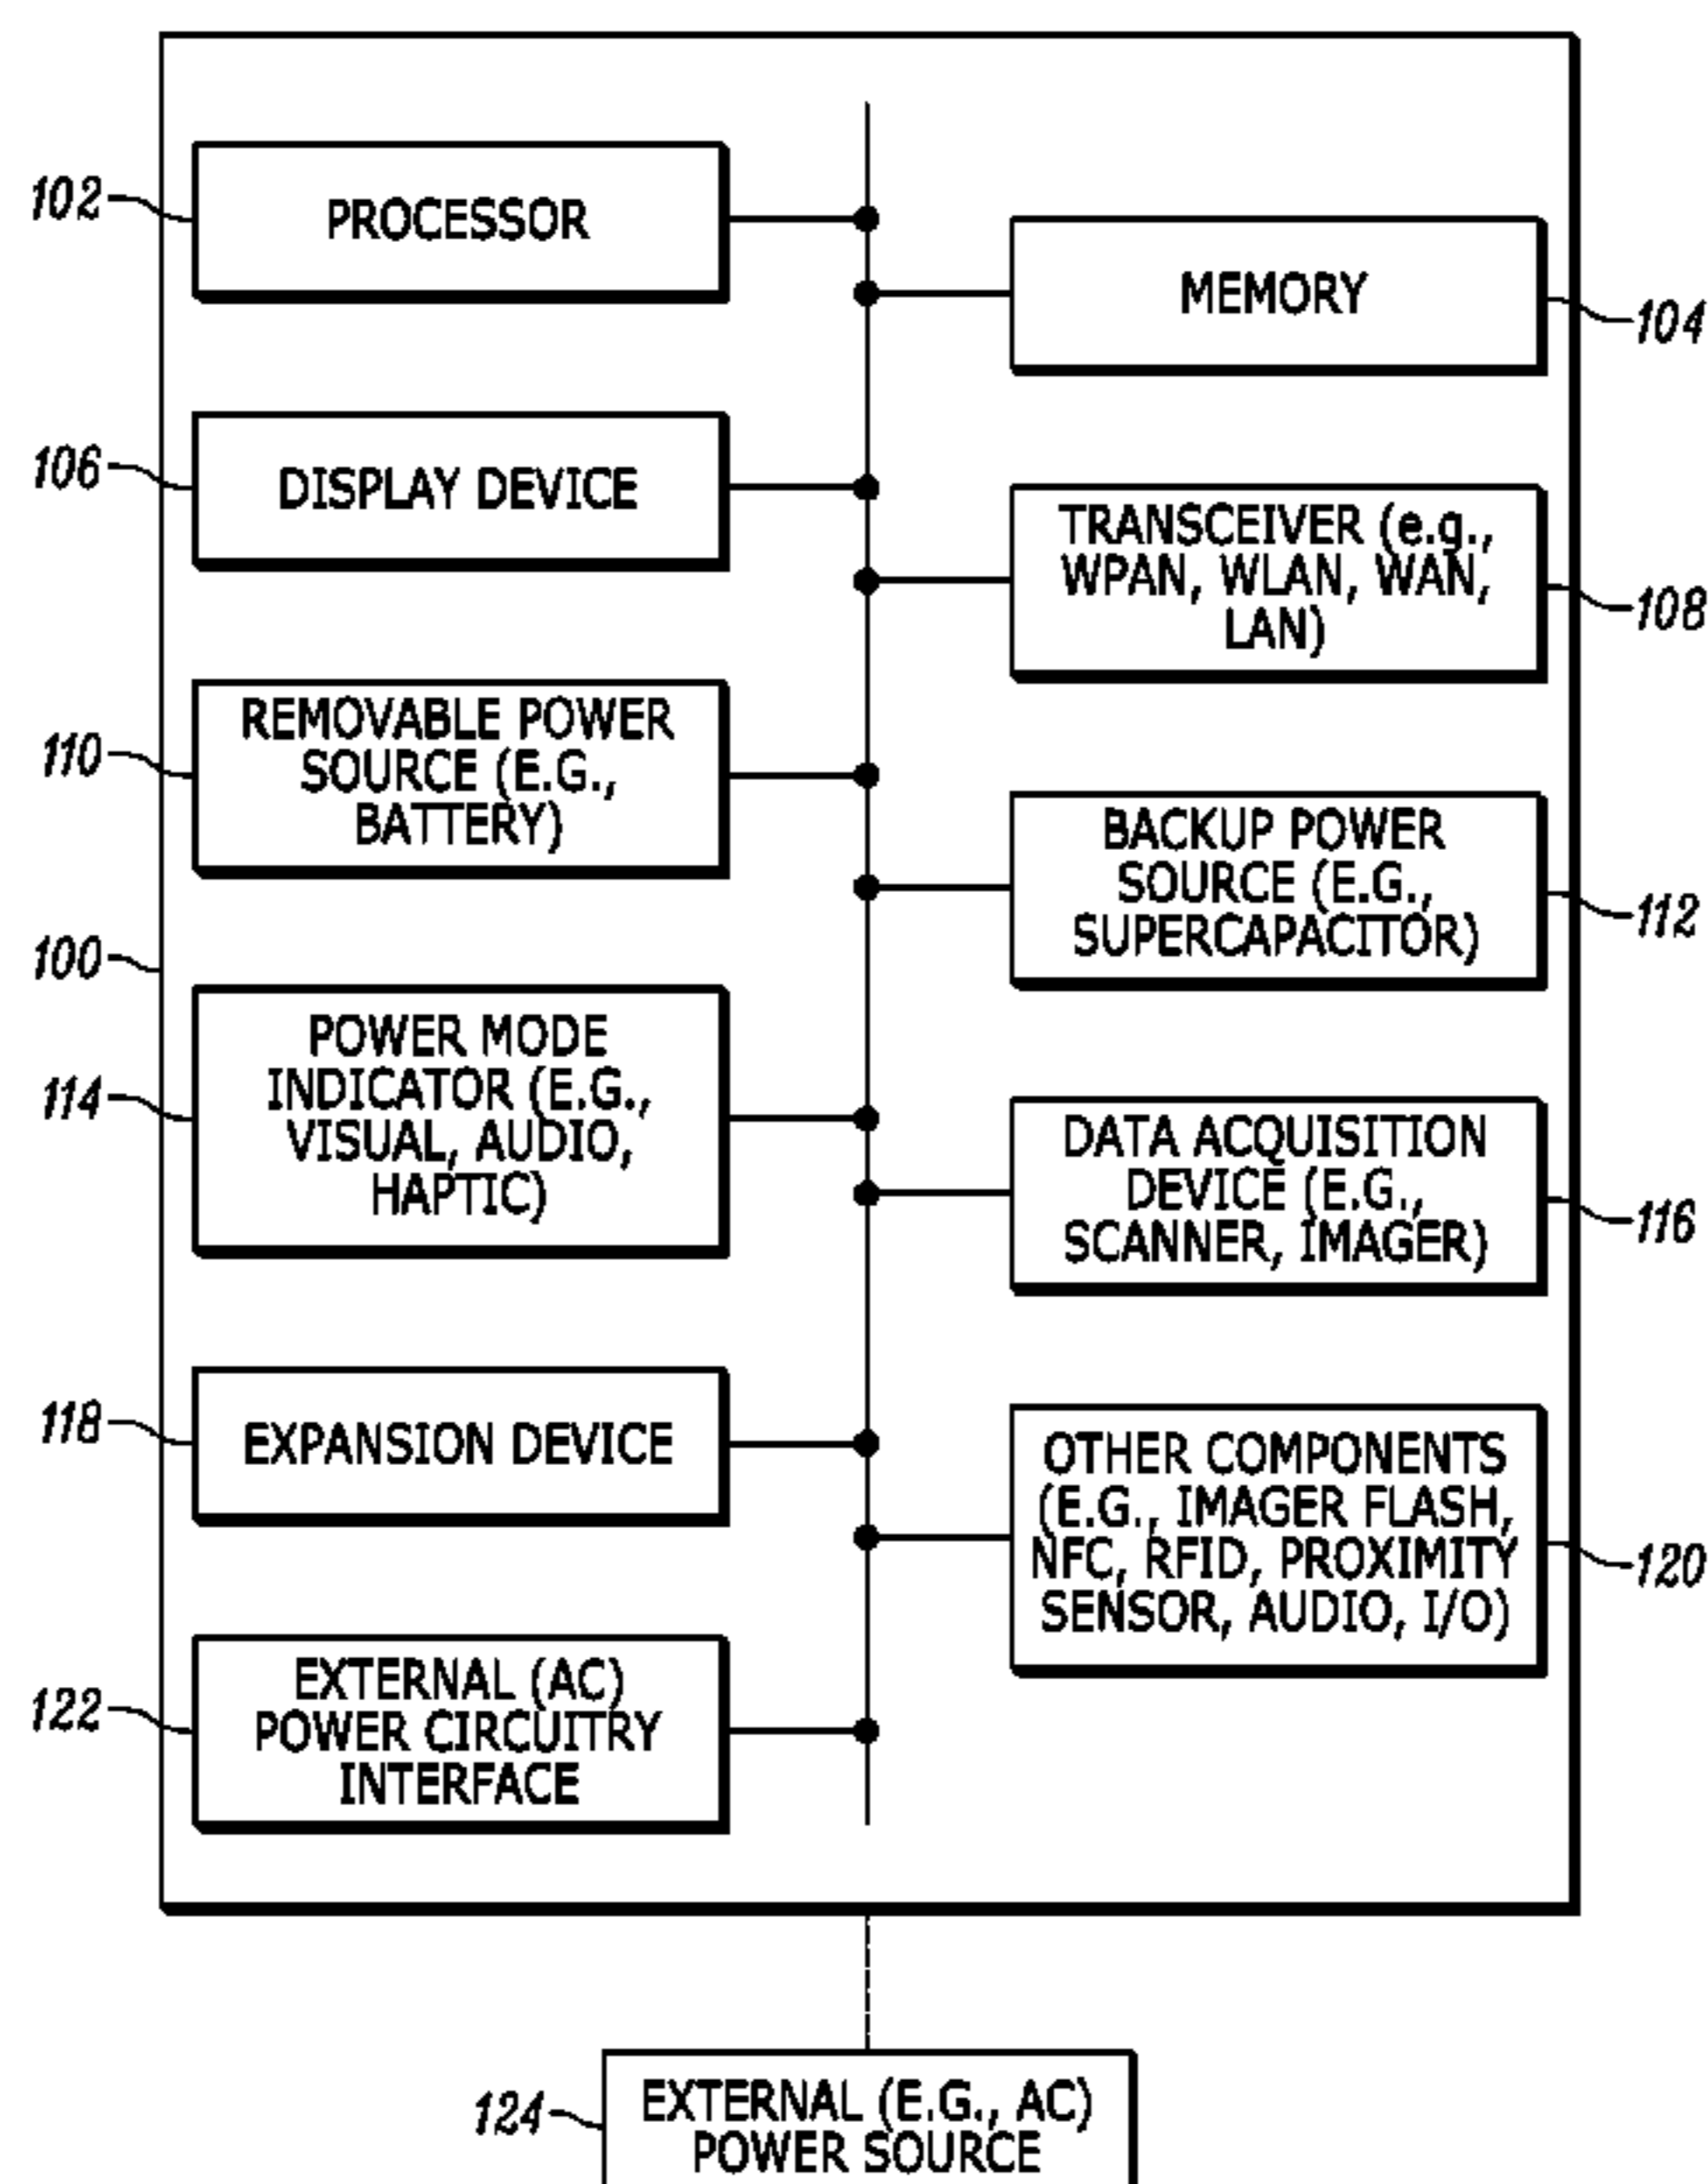 102
PROCESSOR
MEMORY
104
106
DISPLAY DEVICE
TRANSCEIVER (e.g.,
WPAN, WLAN, WAN,
LAN)
108
110
REMOVABLE POWER
SOURCE (E.G.,
BATTERY)
BACKUP POWER
SOURCE (E.G.,
SUPERCAPACITOR)
112
100
114
POWER MODE
INDICATOR (E.G.,
VISUAL, AUDIO,
HAPTIC)
DATA ACQUISITION
DEVICE (E.G.,
SCANNER, IMAGER)
116
118
EXPANSION DEVICE
OTHER COMPONENTS
(E.G., IMAGER FLASH,
NFC, RFID, PROXIMITY
SENSOR, AUDIO, I/O)
120
122
EXTERNAL (AC)
POWER CIRCUITRY
INTERFACE
124
EXTERNAL (E.G., AC)
POWER SOURCE